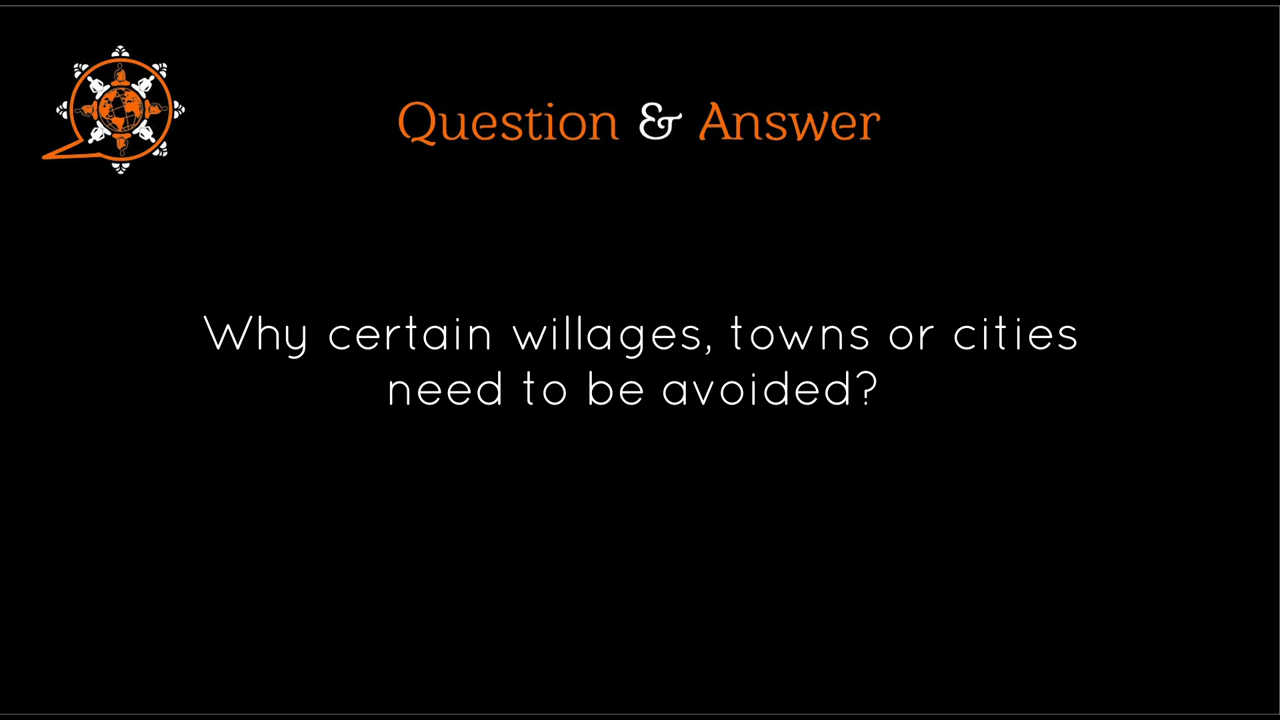 Question & Answer
Why certain willages, towns or cities
need to be avoided?